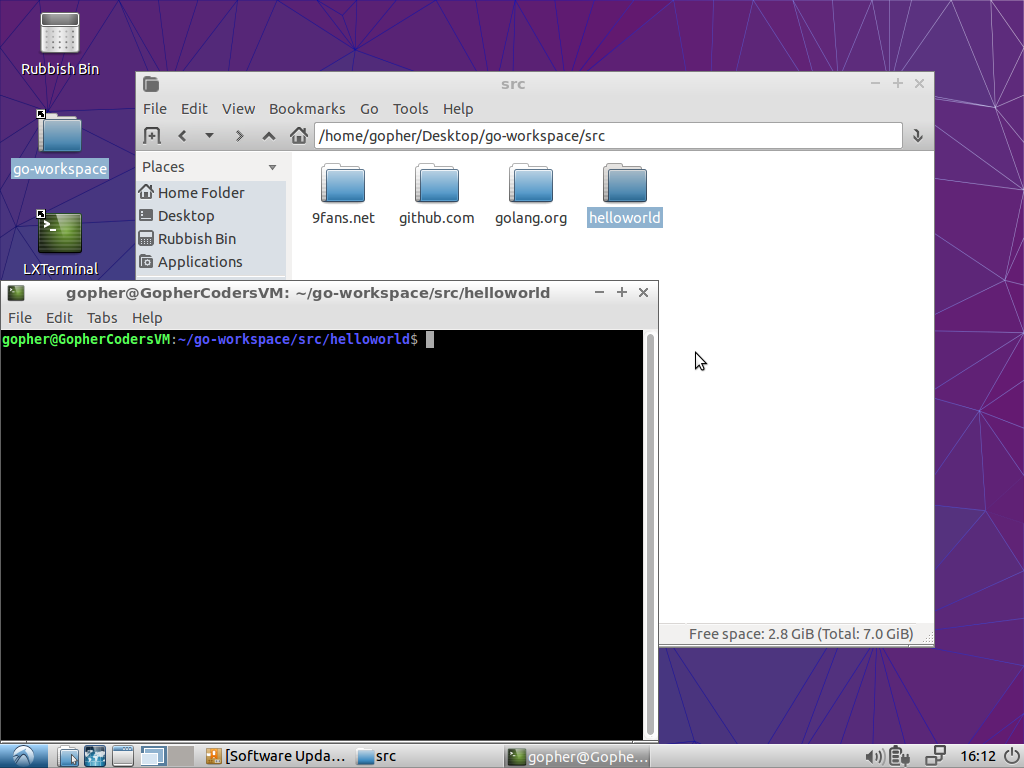 Rubbish Bin
go-workspace
LXTerminal
src
File Edit View Bookmarks Go Tools Help
/home/gopher/Desktop/go-workspace/src
Places
Home Folder
Desktop
Rubbish Bin
Applications
9fans.net github.com golang.org helloworld
gopher@GopherCodersVM: ~/go-workspace/src/helloworld
File Edit Tabs Help
gopher@GopherCodersVM:~/go-workspace/src/helloworld$
Free space: 2.8 GiB (Total: 7.0 GiB)
[Software Upda... src gopher@Gophe... 16:12